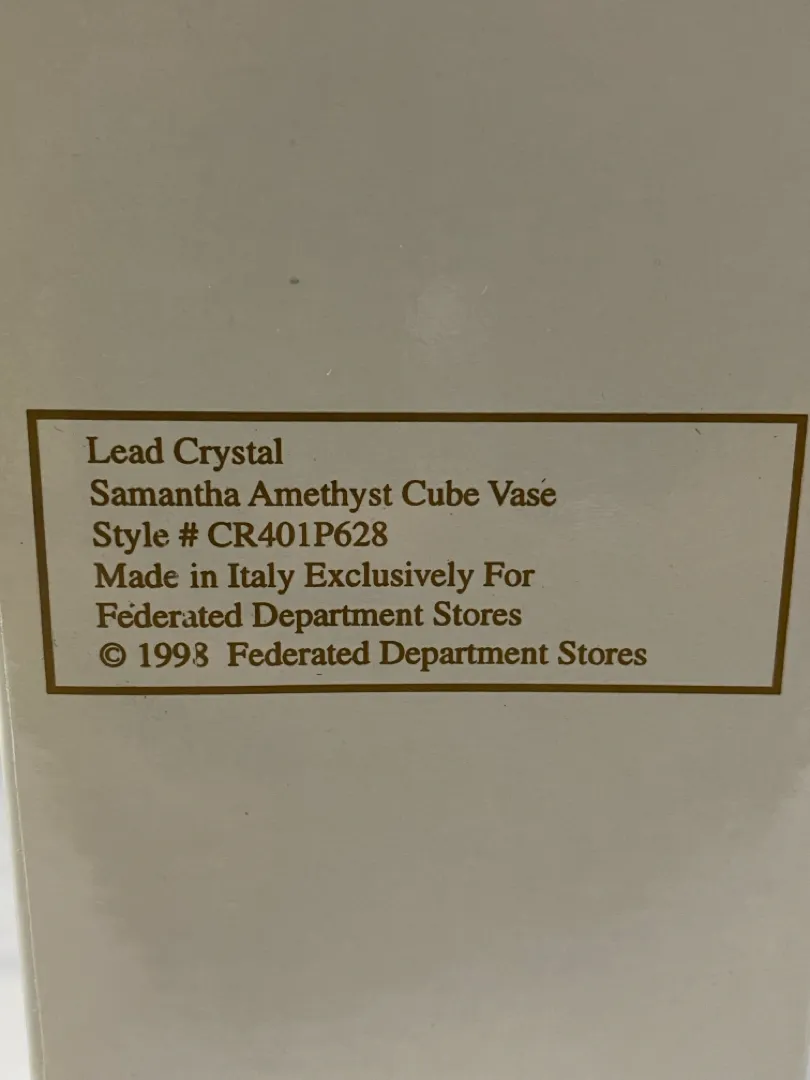 Lead Crystal
Samantha Amethyst Cube Vase
Style # CR401P628
Made in Italy Exclusively For
Federated Department Stores
© 1998 Federated Department Stores